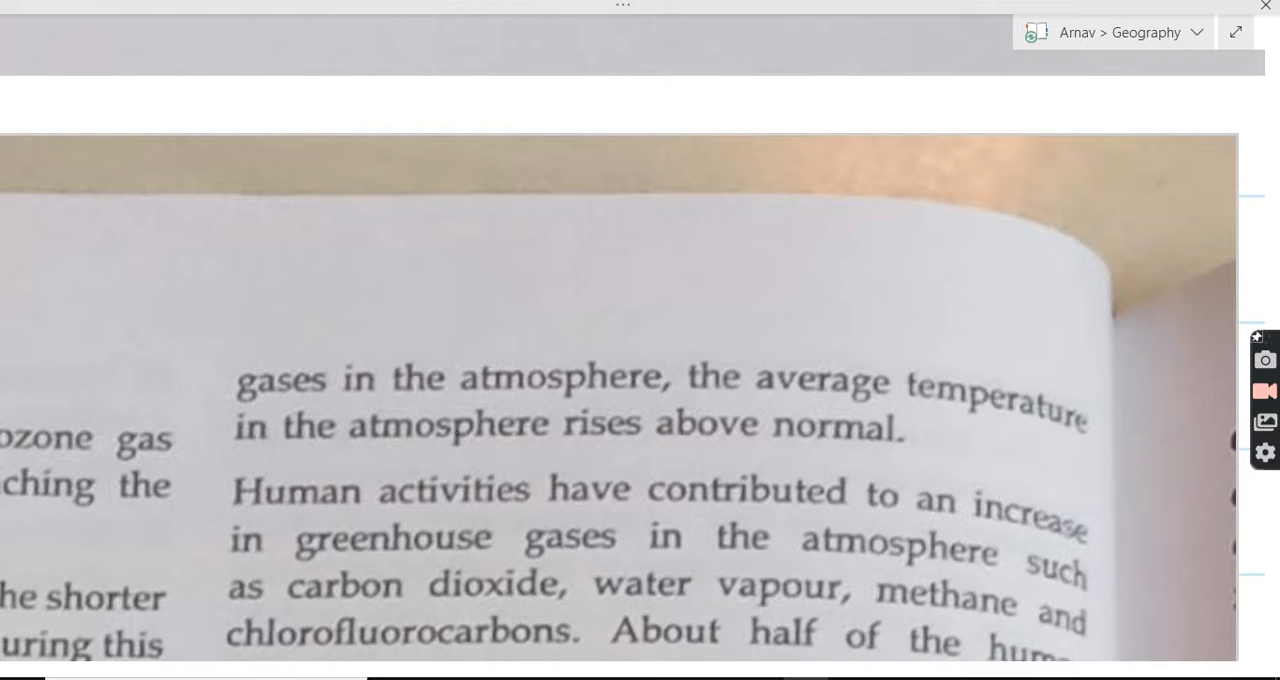 Arnav > Geography
ozone gas
ching the
he shorter
uring this
gases in the atmosphere, the average temperature
in the atmosphere rises above normal.
Human activities have contributed to an increase
in greenhouse gases in the atmosphere such
as carbon dioxide, water vapour, methane and
chlorofluorocarbons. About half of the